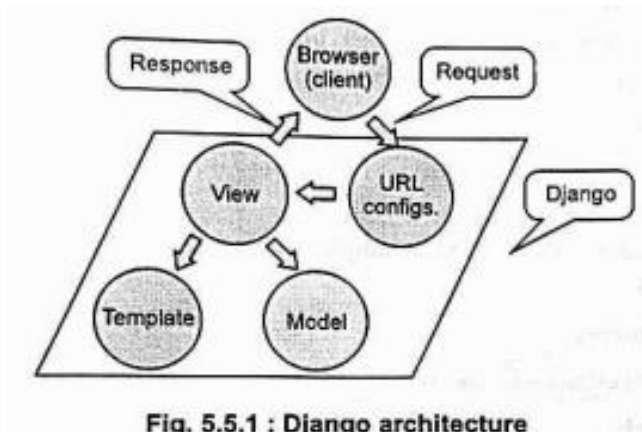 Response
Browser
(client)
Request
View
URL
configs.
Django
Template
Model
Fig. 5.5.1 : Django architecture